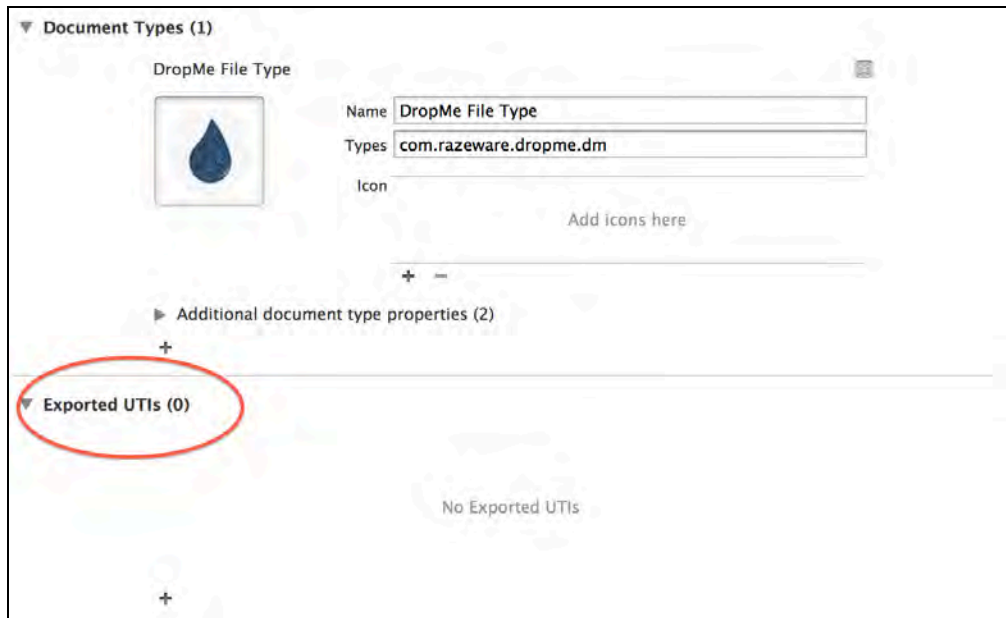 Document Types (1)
DropMe File Type
Name DropMe File Type
Types com.razeware.dropme.dm
Icon
Add icons here
Additional document type properties (2)
Exported UTIs (0)
No Exported UTIs